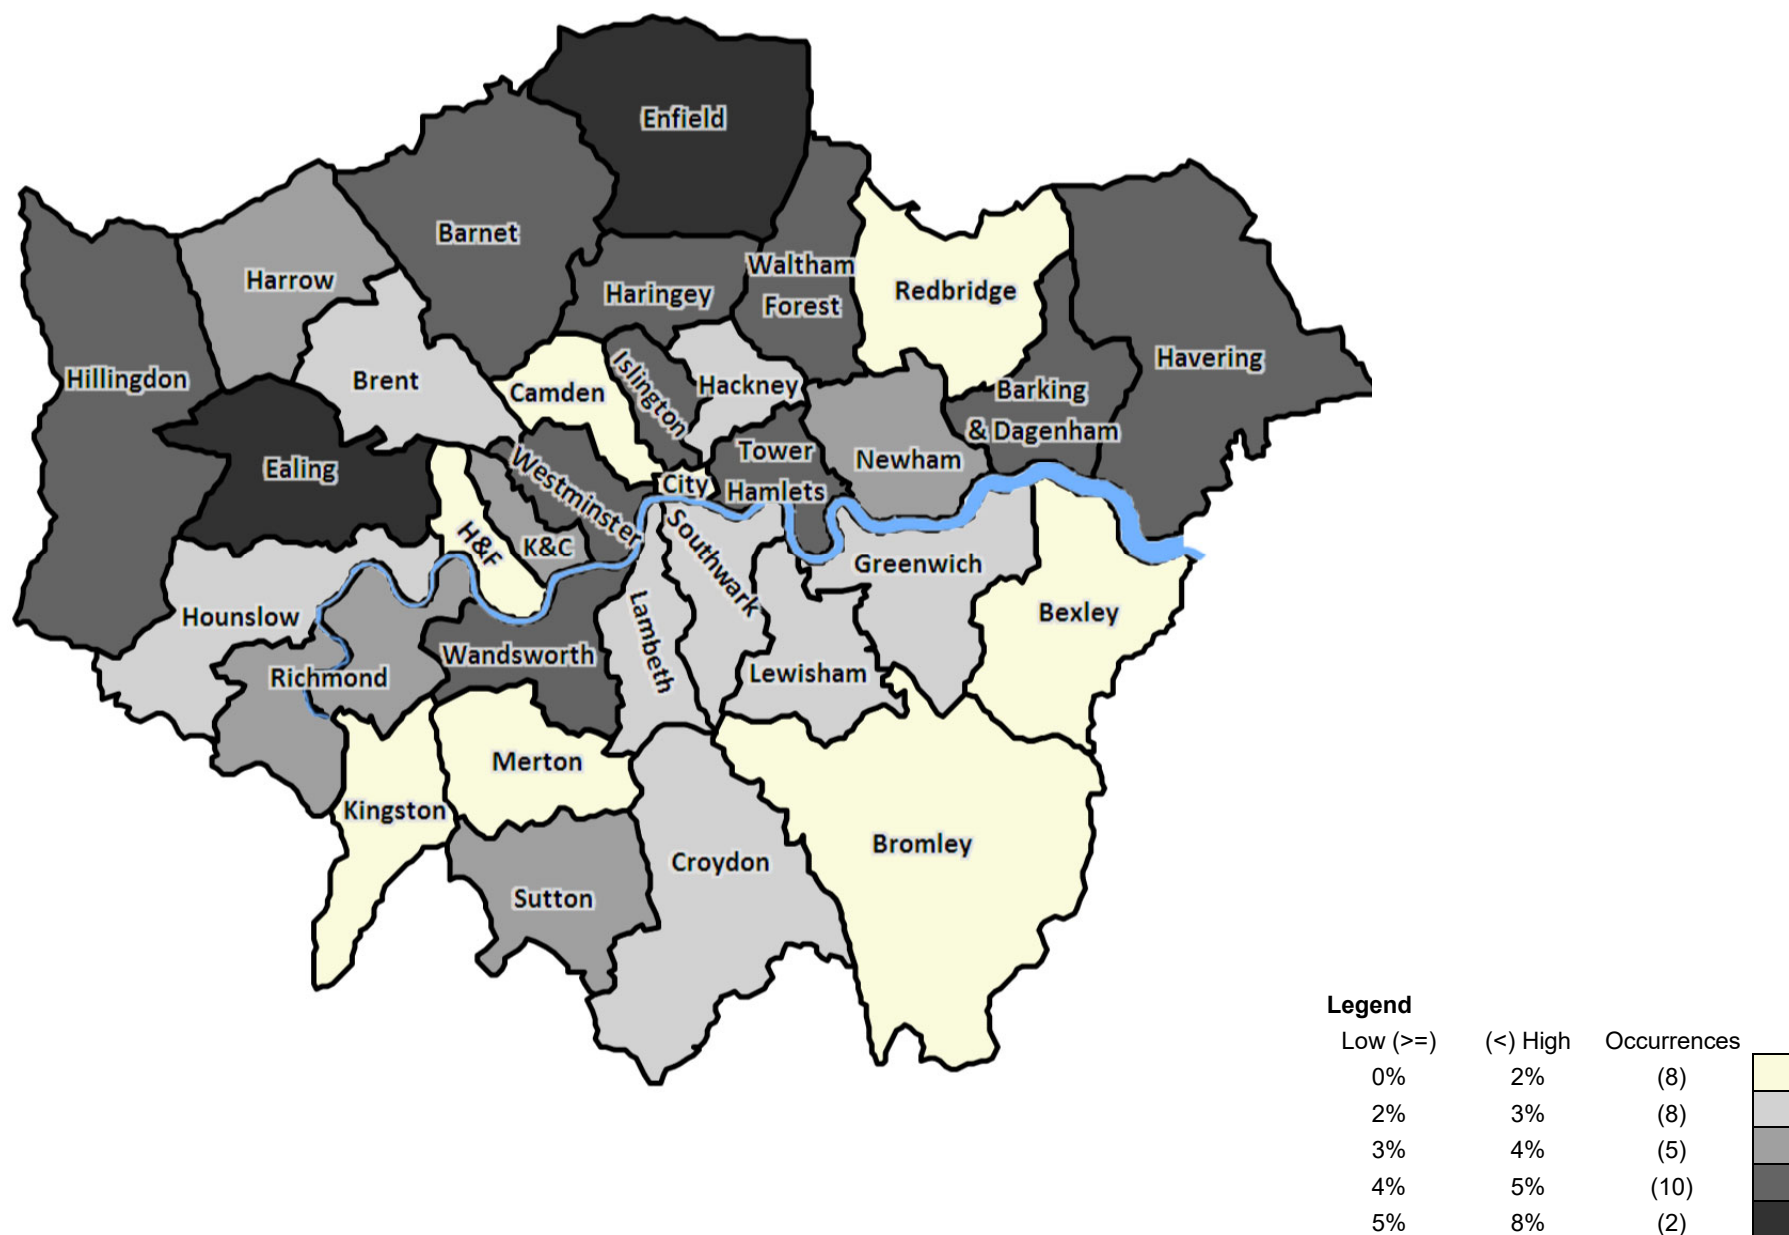 Enfield
Barnet
Harrow
Haringey
Waltham
Forest
Redbridge
Havering
Hillingdon
Brent
Camden
Islington
Hackney
Barking
& Dagenham
Ealing
Westminster
City
Tower
Hamlets
Newham
H&F
K&C
Southwark
Greenwich
Bexley
Hounslow
Richmond
Wandsworth
Lambeth
Lewisham
Merton
Kingston
Croydon
Bromley
Sutton
Legend
Low (>=) (<) High Occurrences
0% 2% (8)
2% 3% (8)
3% 4% (5)
4% 5% (10)
5% 8% (2)